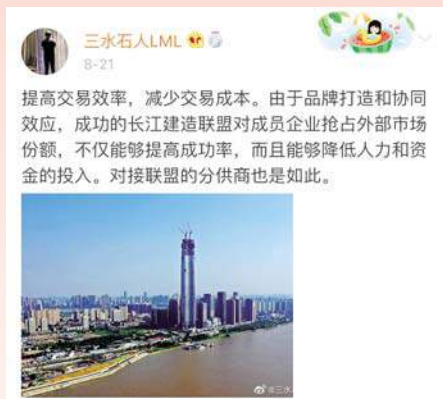 三水石人LML
8-21
提高交易效率，减少交易成本。由于品牌打造和协同
效应，成功的长江建造联盟对成员企业抢占外部市场
份额，不仅能够提高成功率，而且能够降低人力和资
金的投入。对接联盟的分供商也是如此。
@三水